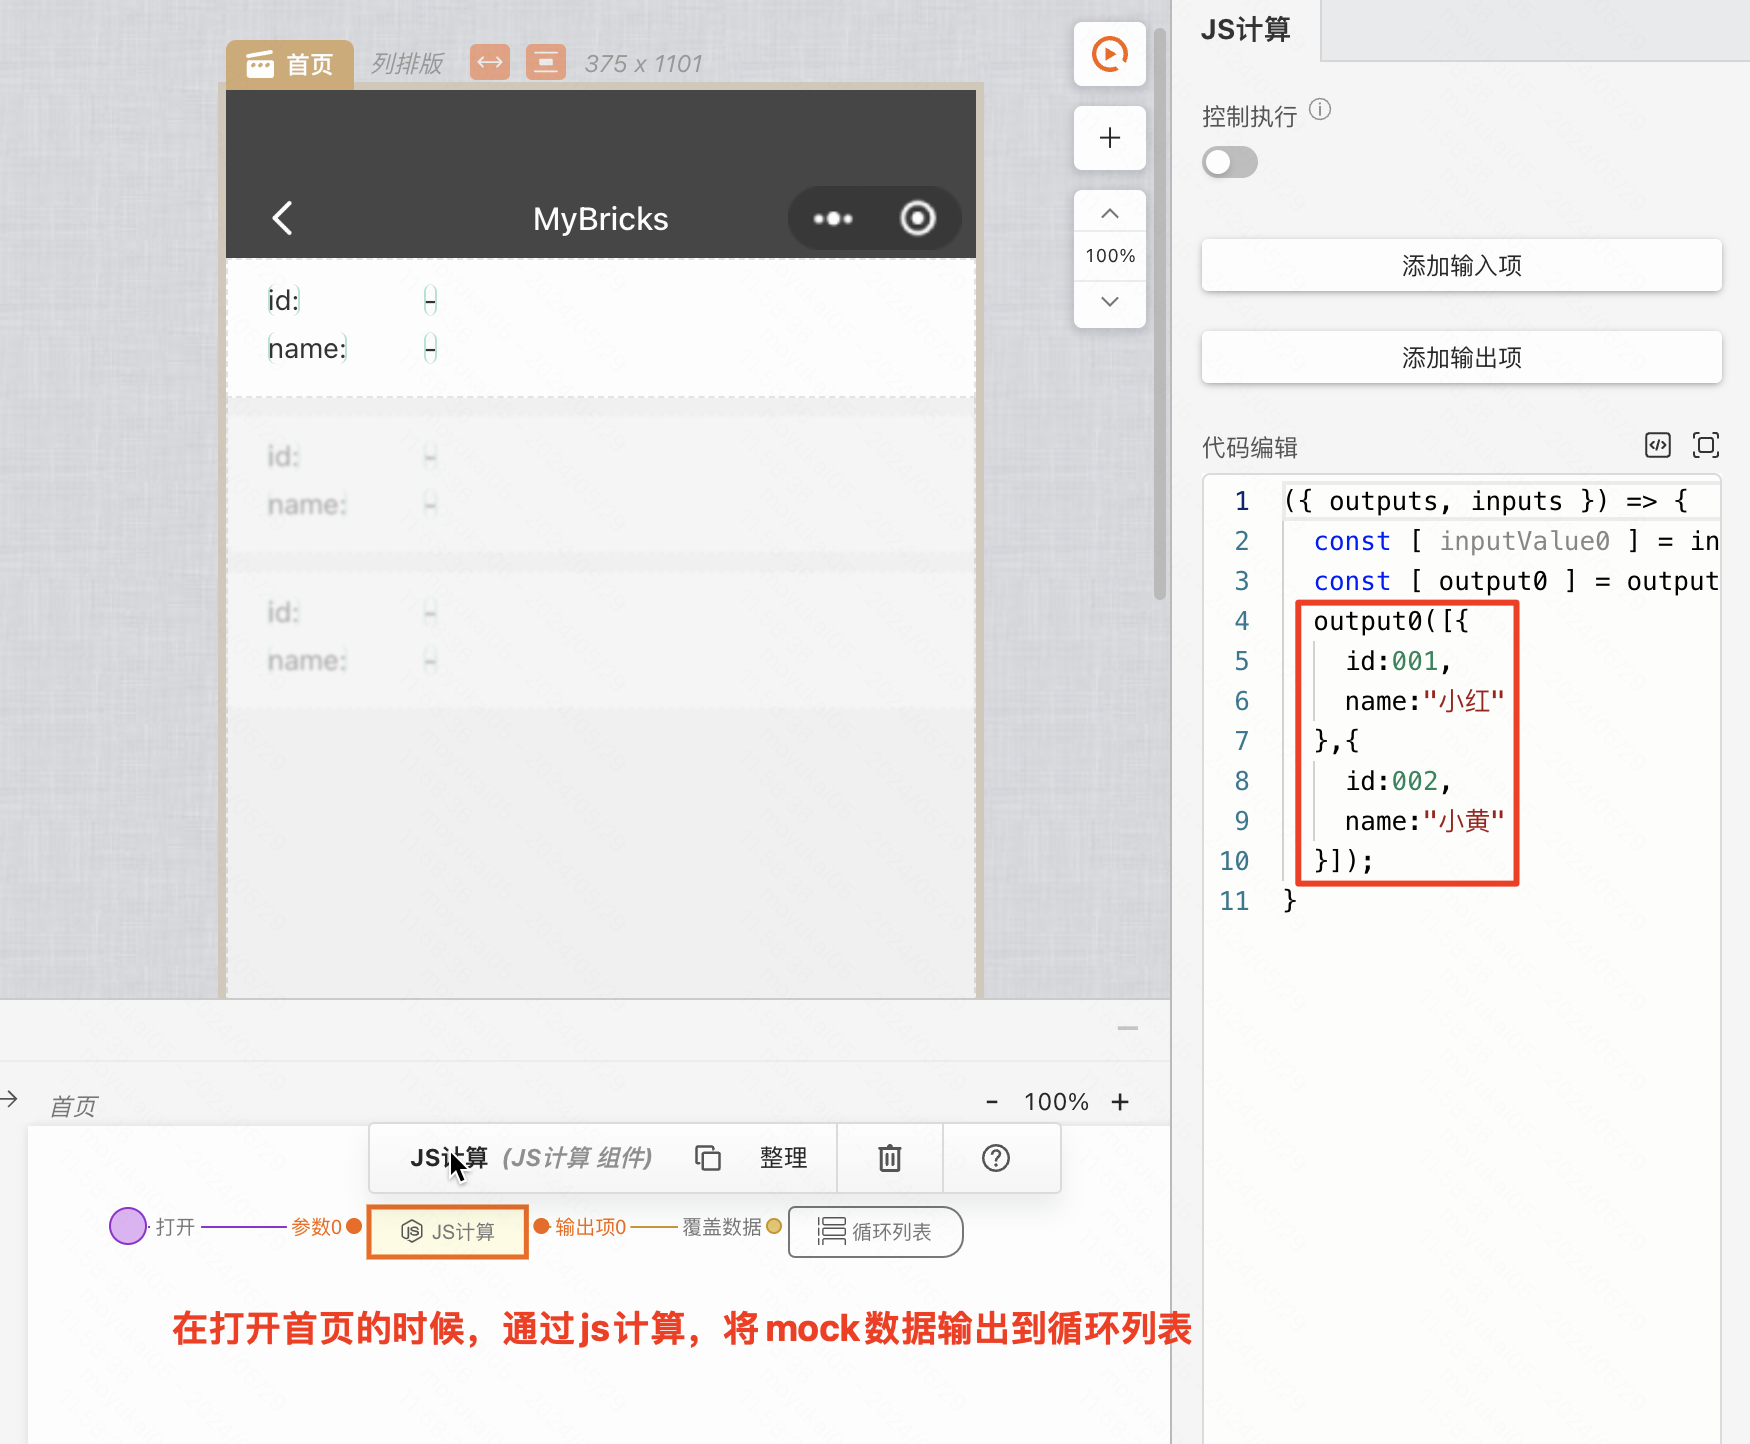 首页 列排版 375 x 1101
MyBricks
id: -
name: -
id: -
name: -
id: -
name: -
100%
JS计算
控制执行
添加输入项
添加输出项
代码编辑
1 ({ outputs, inputs }) => {
2 const [ inputValue0 ] = in
3 const [ output0 ] = output
4 output0([{
5 id:001,
6 name:"小红"
7 },{
8 id:002,
9 name:"小黄"
10 }]);
11 }
首页
- 100% +
JS计算 (JS计算 组件) 整理
打开 参数0 JS计算 输出项0 覆盖数据 循环列表
在打开首页的时候，通过js计算，将mock数据输出到循环列表